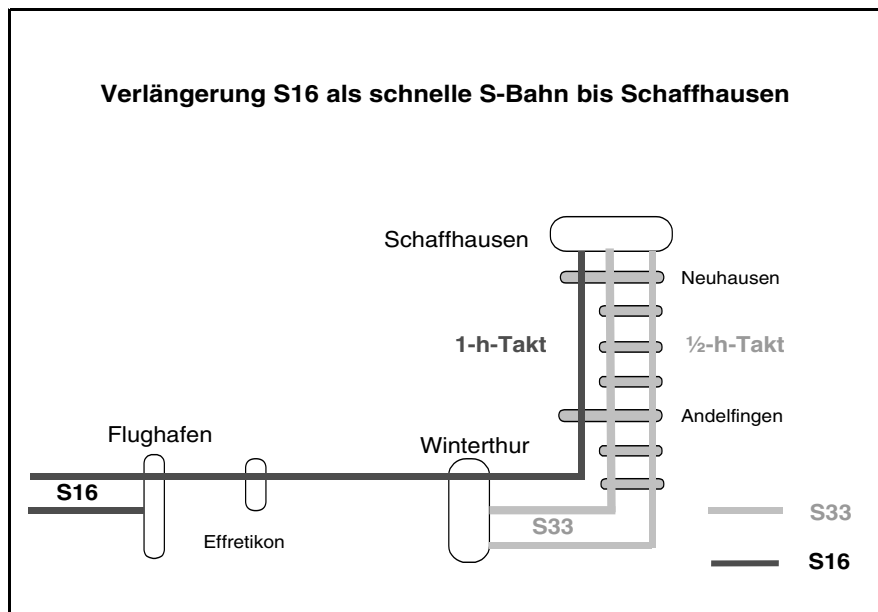 Verlängerung S16 als schnelle S-Bahn bis Schaffhausen
Schaffhausen
Neuhausen
1-h-Takt
½-h-Takt
Andelfingen
Flughafen
Winterthur
S16
S33
Effretikon
S33
S16